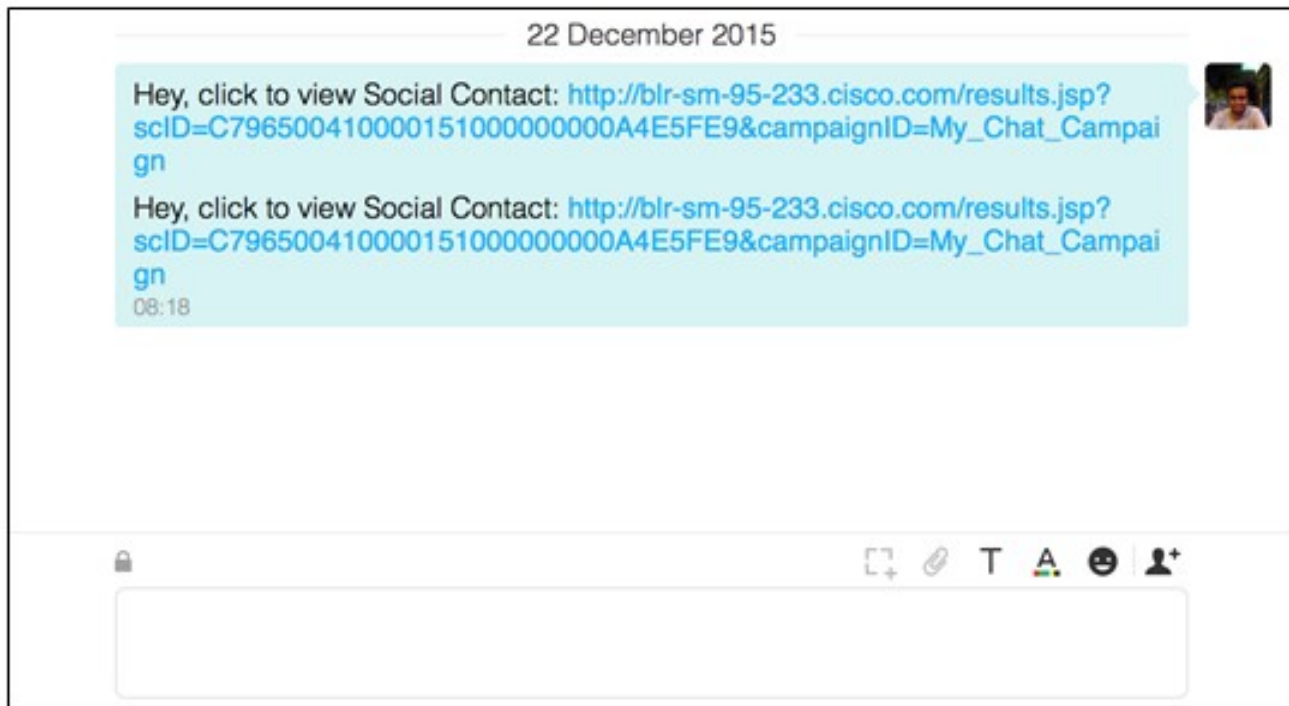 22 December 2015
Hey, click to view Social Contact: http://blr-sm-95-233.cisco.com/results.jsp?
scID=C7965004100001510000000000A4E5FE9&campaignID=My_Chat_Campai
gn
Hey, click to view Social Contact: http://blr-sm-95-233.cisco.com/results.jsp?
scID=C7965004100001510000000000A4E5FE9&campaignID=My_Chat_Campai
gn
08:18
T A